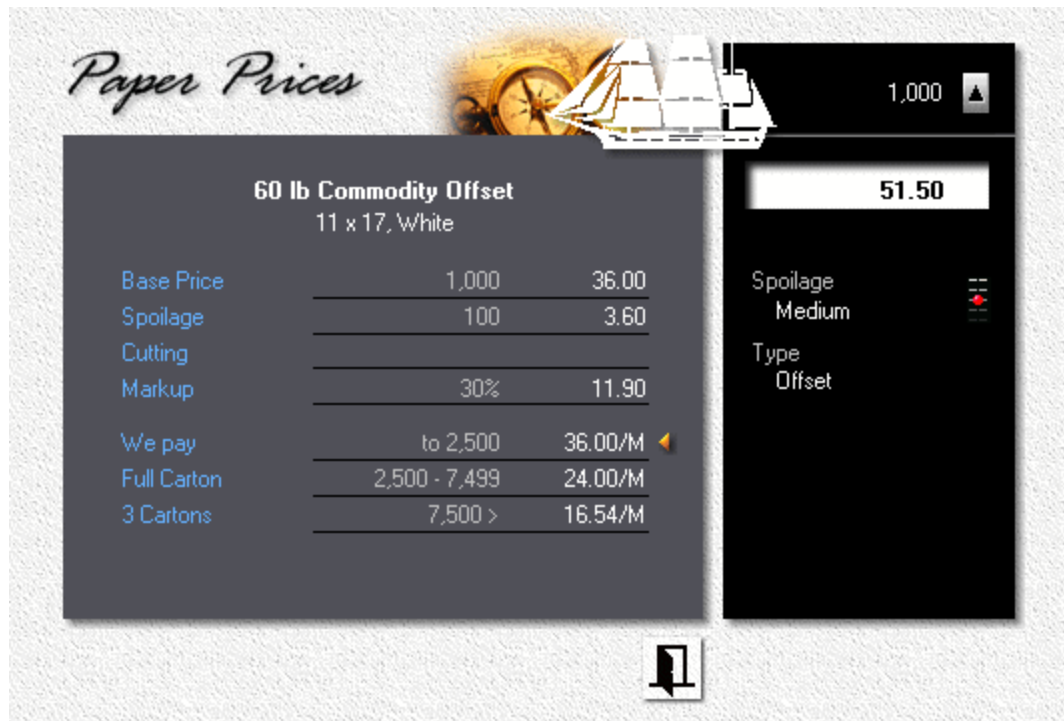 Paper Prices
1,000
60 lb Commodity Offset
11 x 17, White
51.50
Base Price 1,000 36.00
Spoilage 100 3.60
Cutting
Markup 30% 11.90
We pay to 2,500 36.00/M
Full Carton 2,500 - 7,499 24.00/M
3 Cartons 7,500 > 16.54/M
Spoilage
Medium
Type
Offset